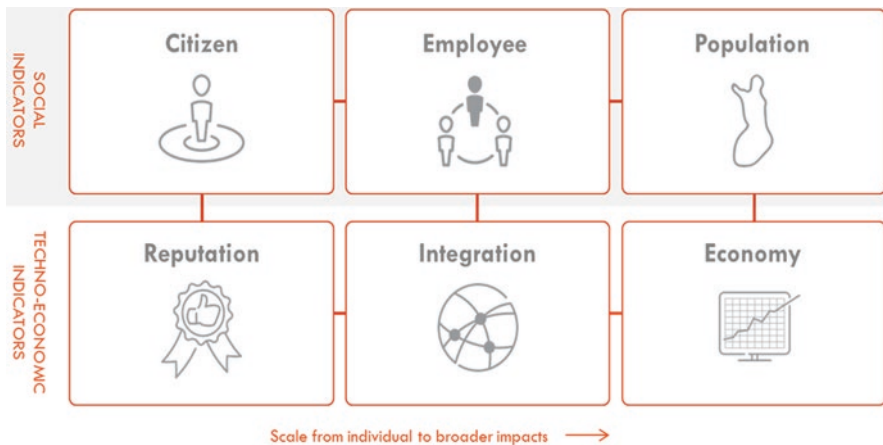 SOCIAL
INDICATORS
Citizen
Employee
Population
TECHNO-ECONOMIC
INDICATORS
Reputation
Integration
Economy
Scale from individual to broader impacts